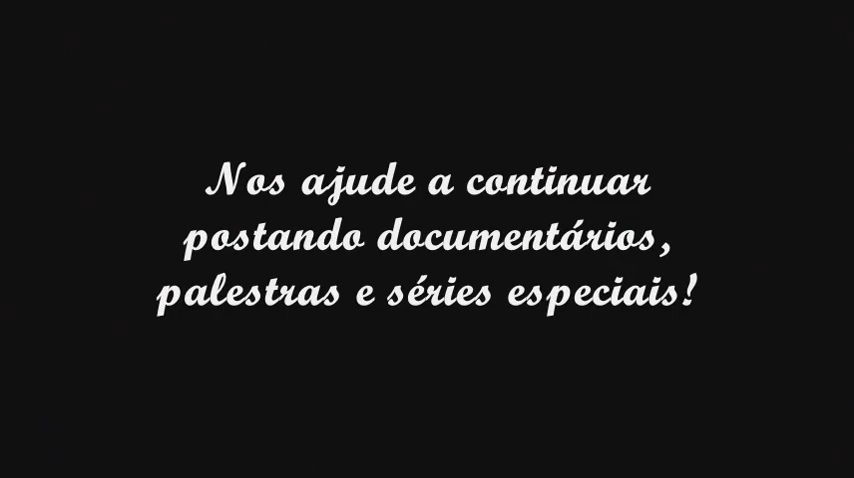 Nos ajude a continuar
postando documentários,
palestras e séries especiais!